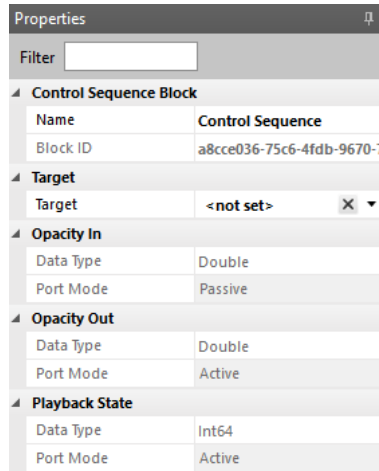 Properties
Filter
Control Sequence Block
Name Control Sequence
Block ID a8cce036-75c6-4fdb-9670-
Target
Target <not set>
Opacity In
Data Type Double
Port Mode Passive
Opacity Out
Data Type Double
Port Mode Active
Playback State
Data Type Int64
Port Mode Active